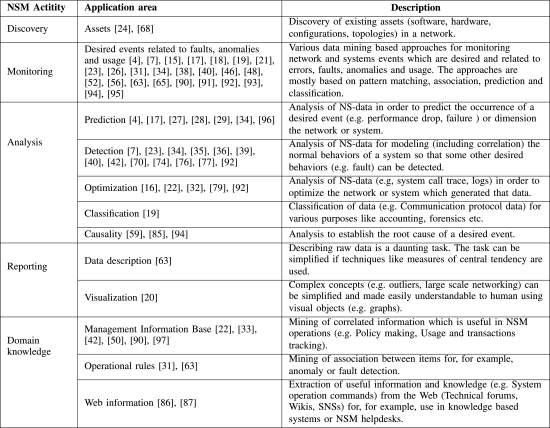 NSM Actitity Application area Description
Discovery Assets [24], [68] Discovery of existing assets (software, hardware,
configurations, topologies) in a network.
Monitoring
Desired events related to faults, anomalies
and usage [4], [7], [15], [17], [18], [19], [21],
[23], [26], [31], [34], [38], [40], [46], [48],
[52], [56], [63], [65], [90], [91], [92], [93],
[94], [95]
Various data mining based approaches for monitoring
network and systems events which are desired and related to
errors, faults, anomalies and usage. The approaches are
mostly based on pattern matching, association, prediction and
classification.
Analysis
Prediction [4], [17], [27], [28], [29], [34], [96]
Analysis of NS-data in order to predict the occurrence of a
desired event (e.g. performance drop, failure ) or dimension
the network or system.
Detection [7], [23], [34], [35], [36], [39],
[40], [42], [70], [74], [76], [77], [92]
Analysis of NS-data for modeling (including correlation) the
normal behaviors of a system so that some other desired
behaviors (e.g. fault) can be detected.
Optimization [16], [22], [32], [79], [92]
Analysis of NS-data (e.g, system call trace, logs) in order to
optimize the network or system which generated that data.
Classification [19]
Classification of data (e.g. Communication protocol data) for
various purposes like accounting, forensics etc.
Causality [59], [85], [94] Analysis to establish the root cause of a desired event.
Reporting
Data description [63]
Describing raw data is a daunting task. The task can be
simplified if techniques like measures of central tendency are
used.
Visualization [20]
Complex concepts (e.g. outliers, large scale networking) can
be simplified and made easily understandable to human using
visual objects (e.g. graphs).
Domain
knowledge
Management Information Base [22], [33],
[42], [50], [90], [97]
Mining of correlated information which is useful in NSM
operations (e.g. Policy making, Usage and transactions
tracking).
Operational rules [31], [63]
Mining of association between items for, for example,
anomaly or fault detection.
Web information [86], [87]
Extraction of useful information and knowledge (e.g. System
operation commands) from the Web (Technical forums,
Wikis, SNSs) for, for example, use in knowledge based
systems or NSM helpdesks.